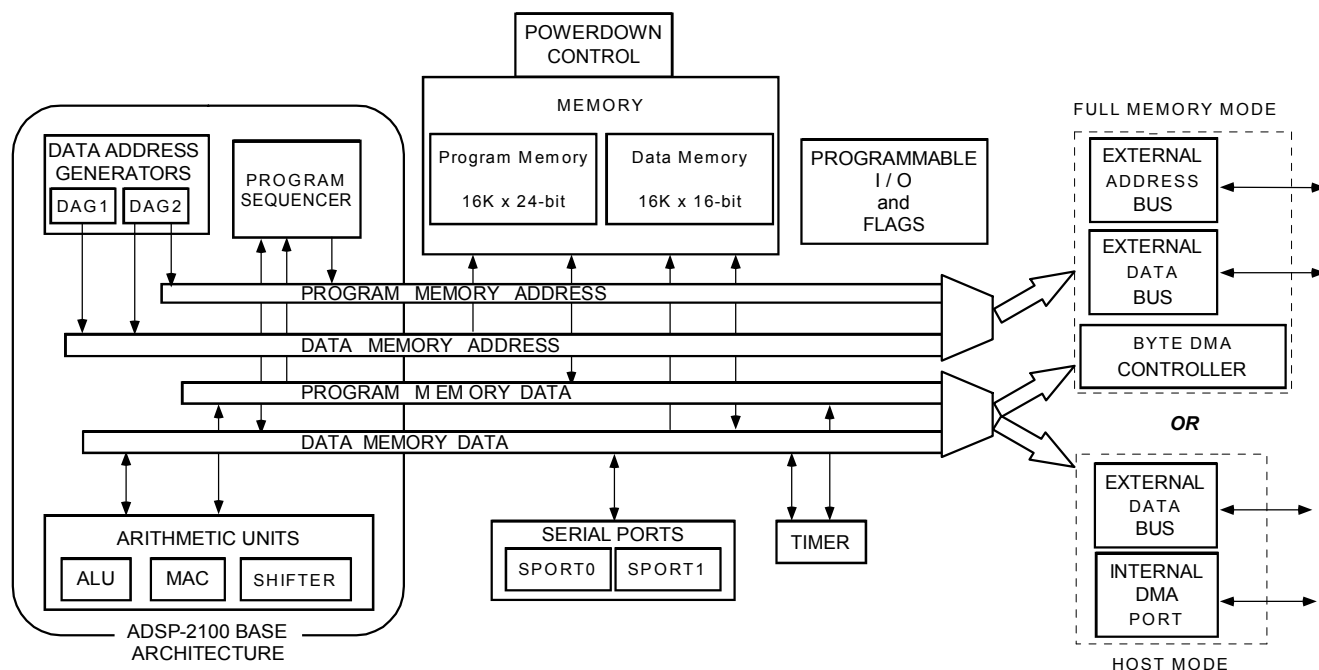 POWERDOWN
CONTROL
MEMORY
Program Memory
16K x 24-bit
Data Memory
16K x 16-bit
DATA ADDRESS
GENERATORS
DAG1
DAG2
PROGRAM
SEQUENCER
PROGRAMMABLE
I / O
and
FLAGS
FULL MEMORY MODE
EXTERNAL
ADDRESS
BUS
EXTERNAL
DATA
BUS
BYTE DMA
CONTROLLER
OR
EXTERNAL
DATA
BUS
INTERNAL
DMA
PORT
HOST MODE
PROGRAM MEMORY ADDRESS
DATA MEMORY ADDRESS
PROGRAM MEMORY DATA
DATA MEMORY DATA
ARITHMETIC UNITS
ALU
MAC
SHIFTER
SERIAL PORTS
SPORT0
SPORT1
TIMER
ADSP-2100 BASE
ARCHITECTURE